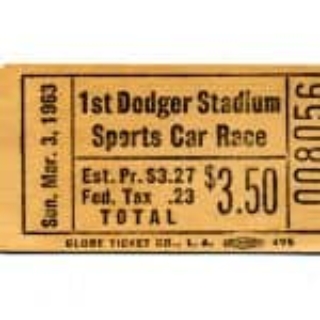 Sun. Mar. 3, 1963
1st Dodger Stadium
Sports Car Race
Est. Pr. $3.27
Fed. Tax .23
TOTAL
$3.50
008056
GLOBE TICKET CO., L. A.